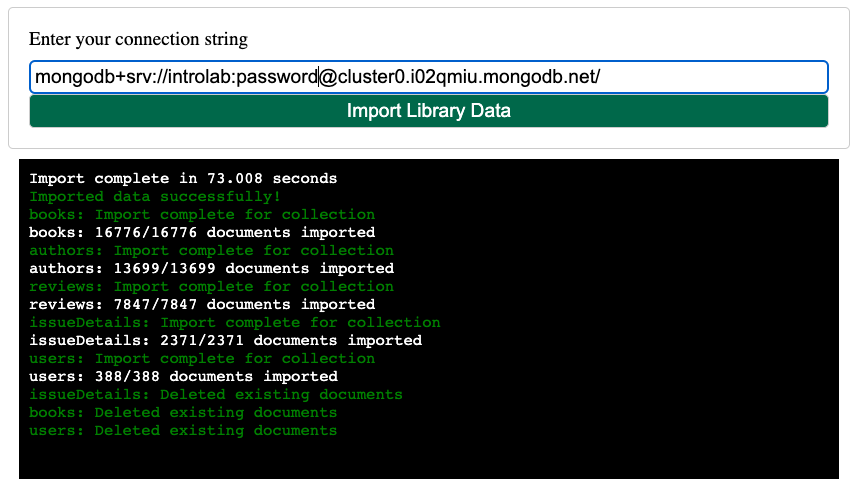 Enter your connection string
mongodb+srv://introlab:password@cluster0.i02qmiu.mongodb.net/
Import Library Data
Import complete in 73.008 seconds
Imported data successfully!
books: Import complete for collection
books: 16776/16776 documents imported
authors: Import complete for collection
authors: 13699/13699 documents imported
reviews: Import complete for collection
reviews: 7847/7847 documents imported
issueDetails: Import complete for collection
issueDetails: 2371/2371 documents imported
users: Import complete for collection
users: 388/388 documents imported
issueDetails: Deleted existing documents
books: Deleted existing documents
users: Deleted existing documents